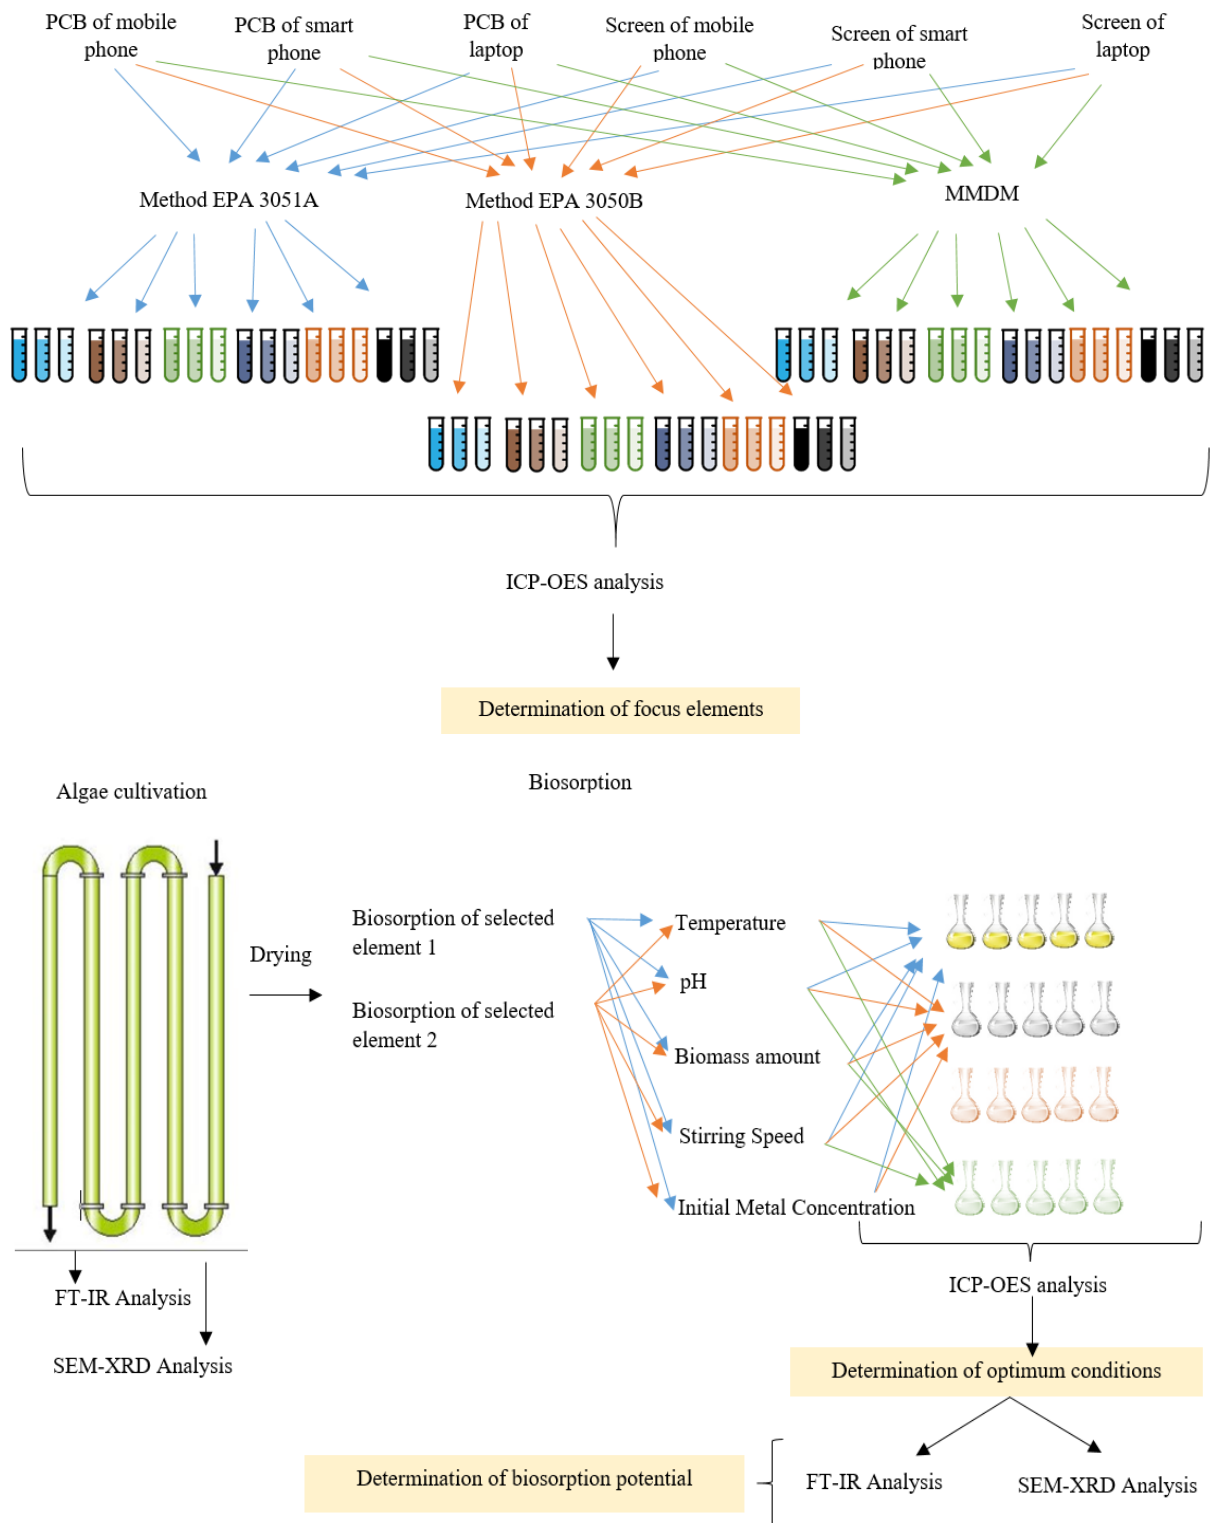 PCB of mobile
phone
PCB of smart
phone
PCB of
laptop
Screen of mobile
phone
Screen of smart
phone
Screen of
laptop
Method EPA 3051A
Method EPA 3050B
MMDM
ICP-OES analysis
Determination of focus elements
Algae cultivation
Biosorption
Drying
Biosorption of selected
element 1
Biosorption of selected
element 2
Temperature
pH
Biomass amount
Stirring Speed
Initial Metal Concentration
FT-IR Analysis
SEM-XRD Analysis
ICP-OES analysis
Determination of optimum conditions
Determination of biosorption potential
FT-IR Analysis
SEM-XRD Analysis